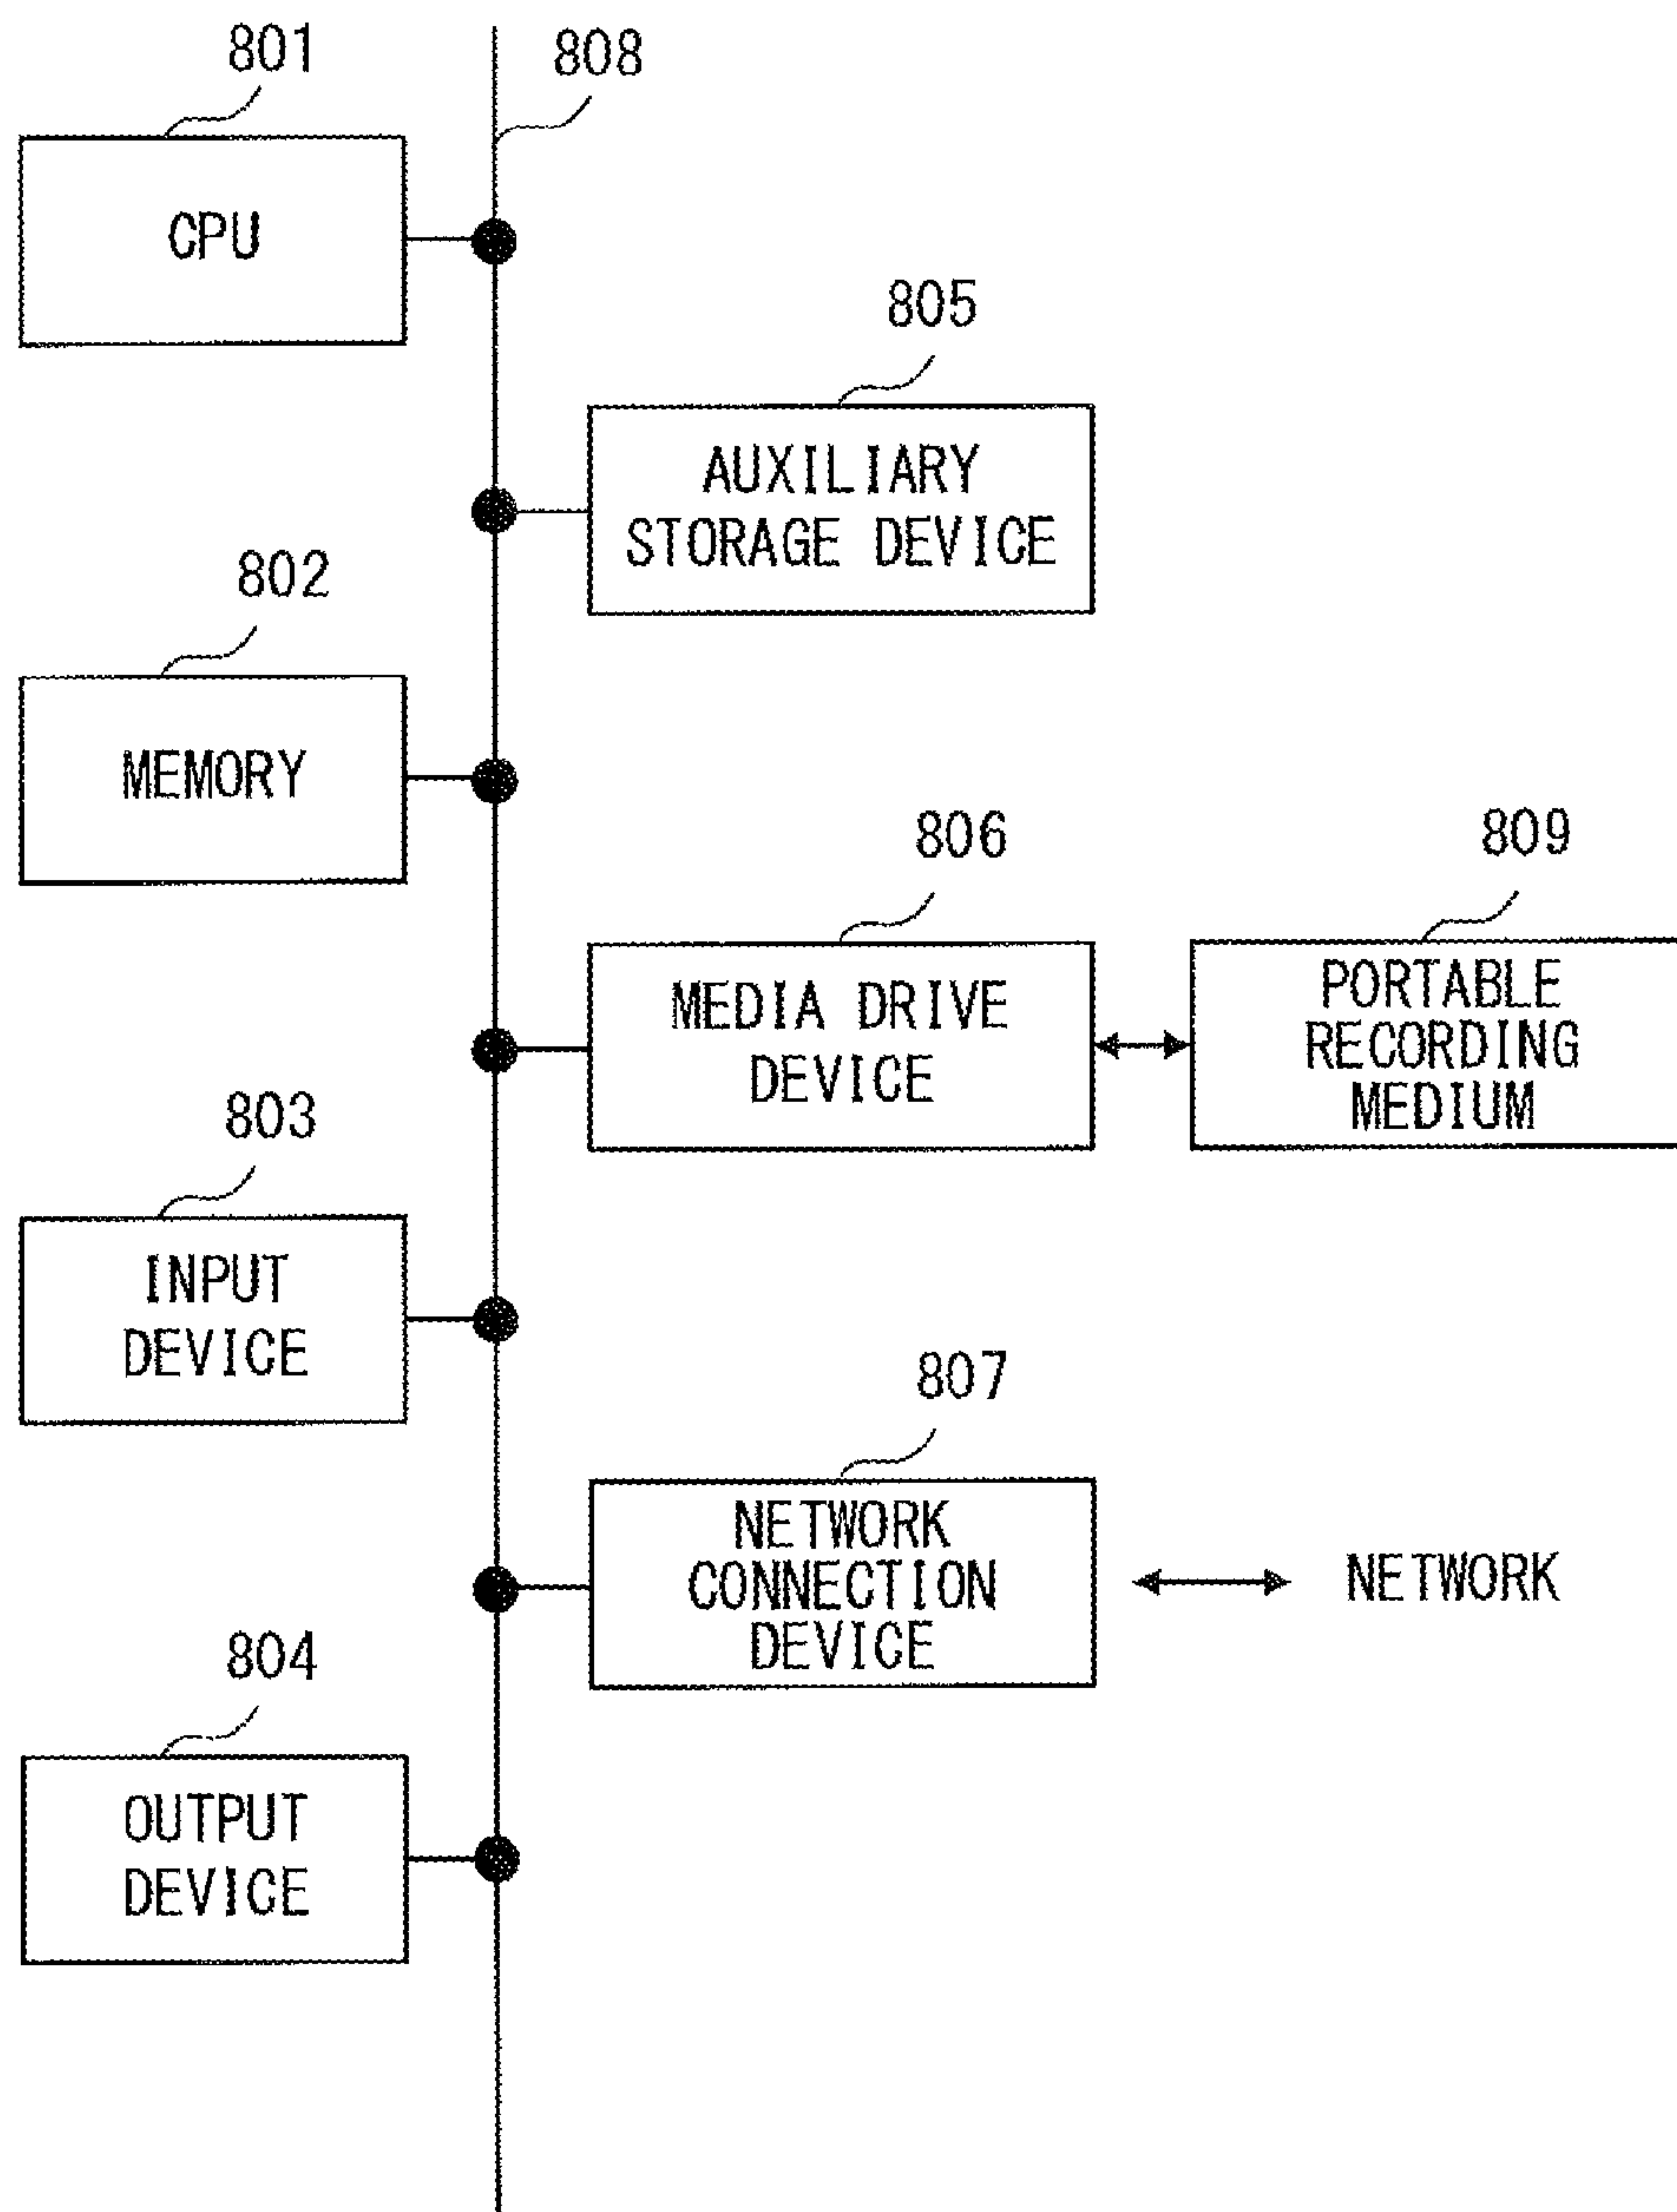 801
808
CPU
805
AUXILIARY
STORAGE DEVICE
802
MEMORY
806
809
MEDIA DRIVE
DEVICE
PORTABLE
RECORDING
MEDIUM
803
INPUT
DEVICE
807
NETWORK
CONNECTION
DEVICE
NETWORK
804
OUTPUT
DEVICE